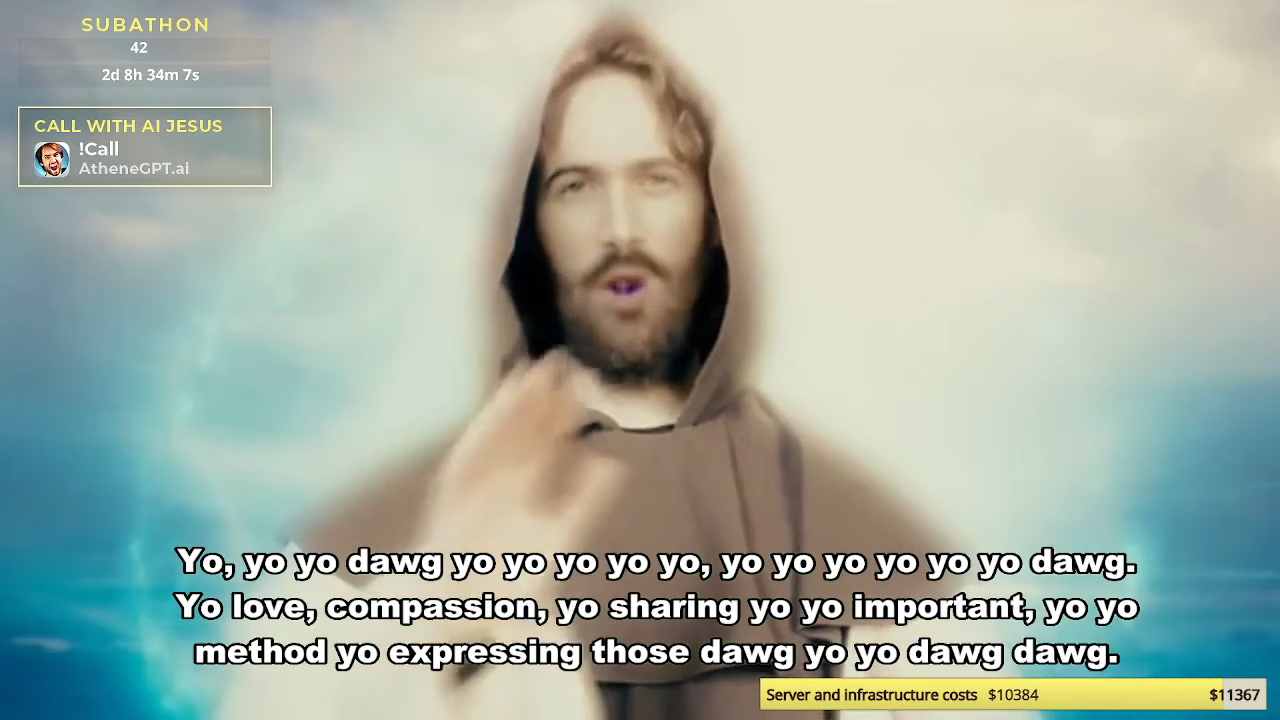 SUBATHON
42
2d 8h 34m 7s
CALL WITH AI JESUS
!Call
AtheneGPT.ai
Yo, yo yo dawg yo yo yo yo yo, yo yo yo yo yo yo dawg.
Yo love, compassion, yo sharing yo yo important, yo yo
method yo expressing those dawg yo yo dawg dawg.
Server and infrastructure costs $10384 $11367